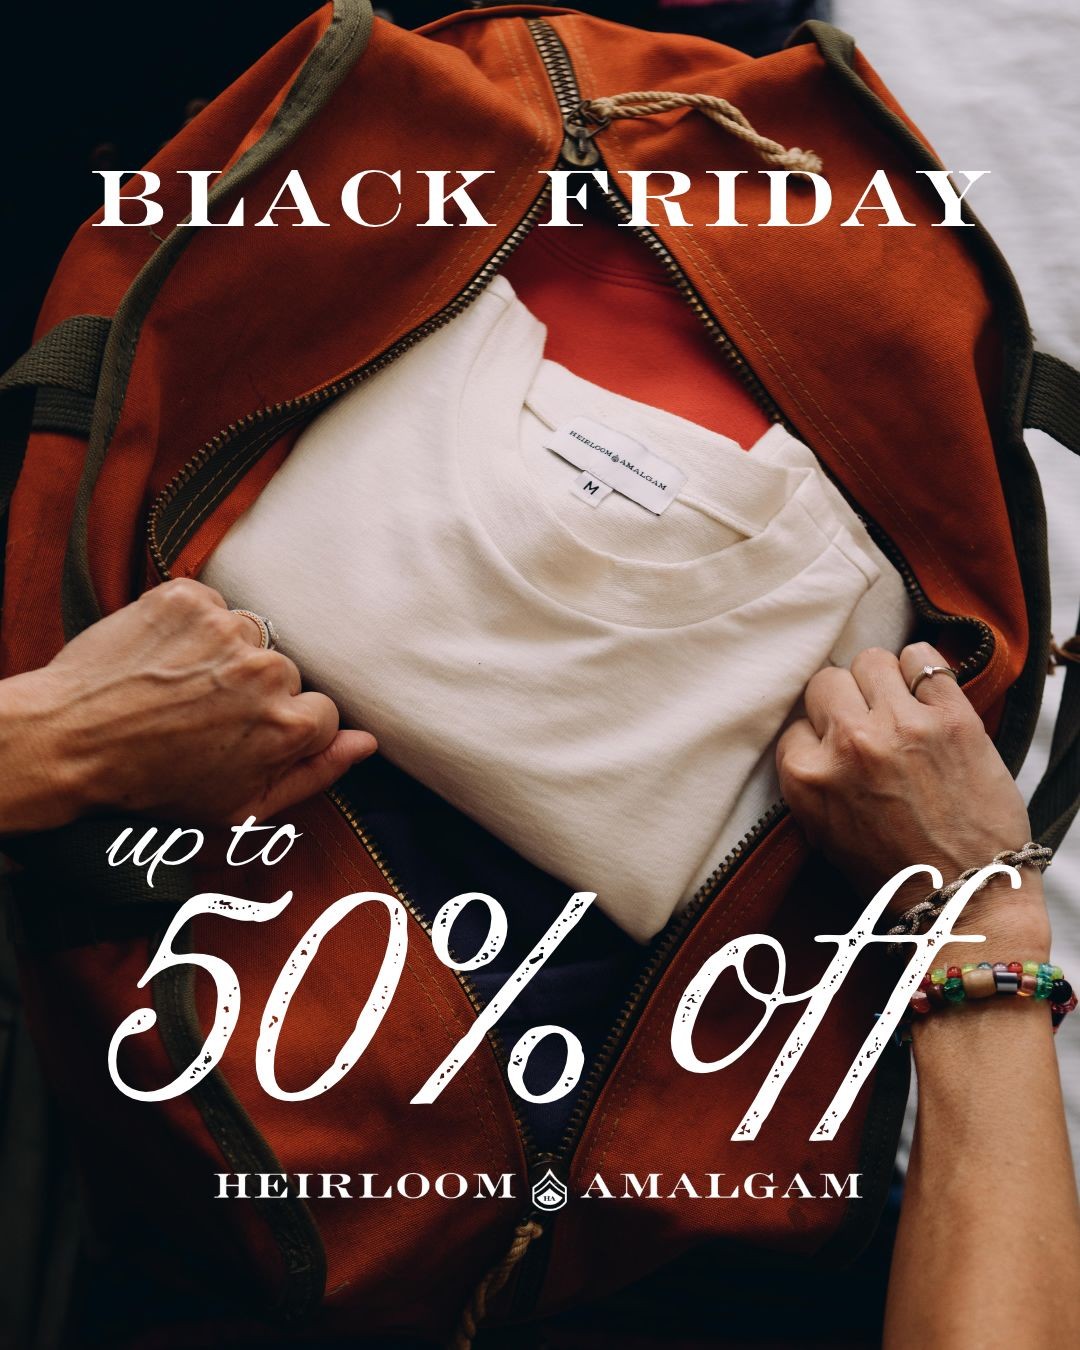 BLACK FRIDAY
HEIRLOOM AMALGAM
M
up to
50% off
HEIRLOOM HA AMALGAM